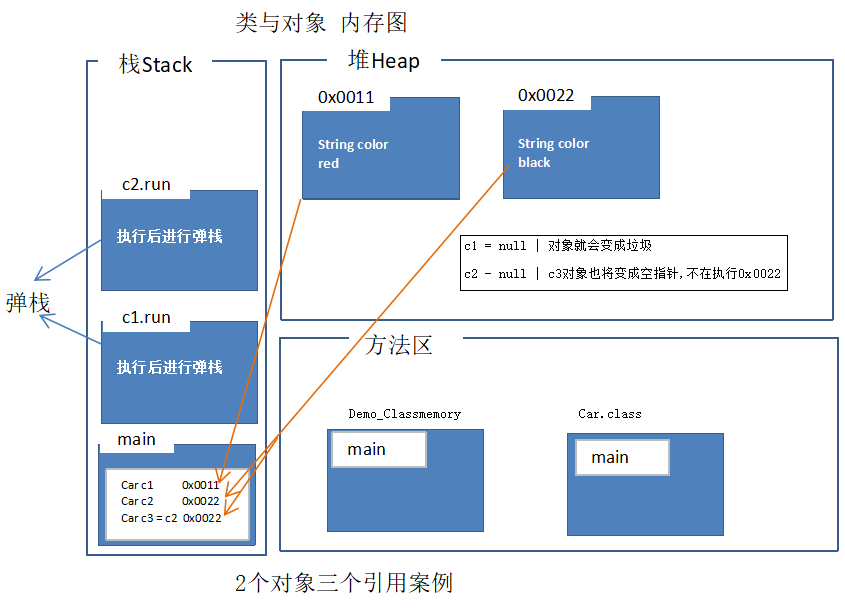 类与对象 内存图
栈Stack
堆Heap
0x0011
String color
red
0x0022
String color
black
c2.run
执行后进行弹栈
c1 = null | 对象就会变成垃圾
c2 - null | c3对象也将变成空指针,不在执行0x0022
弹栈
c1.run
执行后进行弹栈
方法区
main
Car c1 0x0011
Car c2 0x0022
Car c3 = c2 0x0022
Demo_Classmemory
main
Car.class
main
2个对象三个引用案例